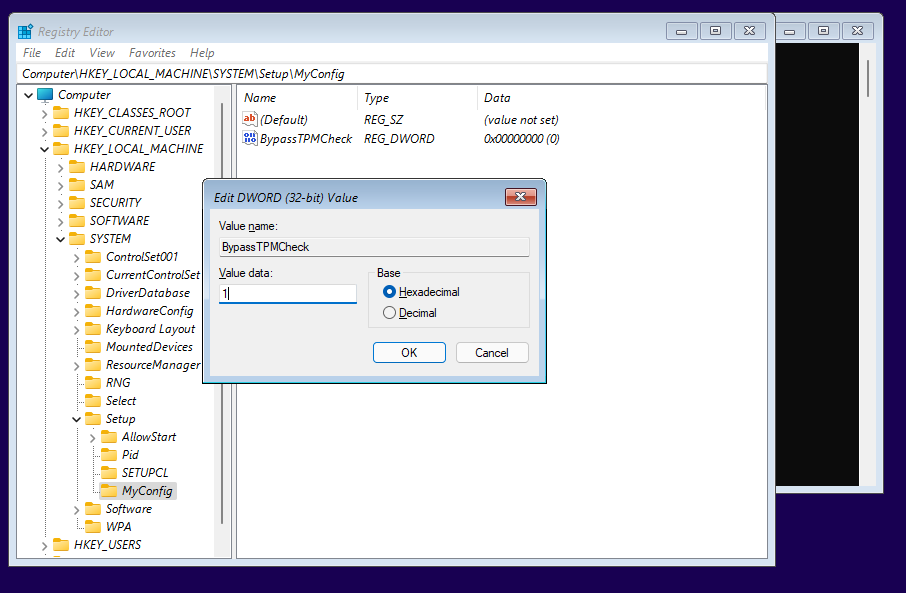 Registry Editor
File Edit View Favorites Help
Computer\HKEY_LOCAL_MACHINE\SYSTEM\Setup\MyConfig
Computer
HKEY_CLASSES_ROOT
HKEY_CURRENT_USER
HKEY_LOCAL_MACHINE
HARDWARE
SAM
SECURITY
SOFTWARE
SYSTEM
ControlSet001
CurrentControlSet
DriverDatabase
HardwareConfig
Keyboard Layout
MountedDevices
ResourceManager
RNG
Select
Setup
AllowStart
Pid
SETUPCL
MyConfig
Software
WPA
HKEY_USERS
Name Type Data
(Default) REG_SZ (value not set)
BypassTPMCheck REG_DWORD 0x00000000 (0)
Edit DWORD (32-bit) Value
Value name:
BypassTPMCheck
Value data:
1
Base
Hexadecimal
Decimal
OK Cancel